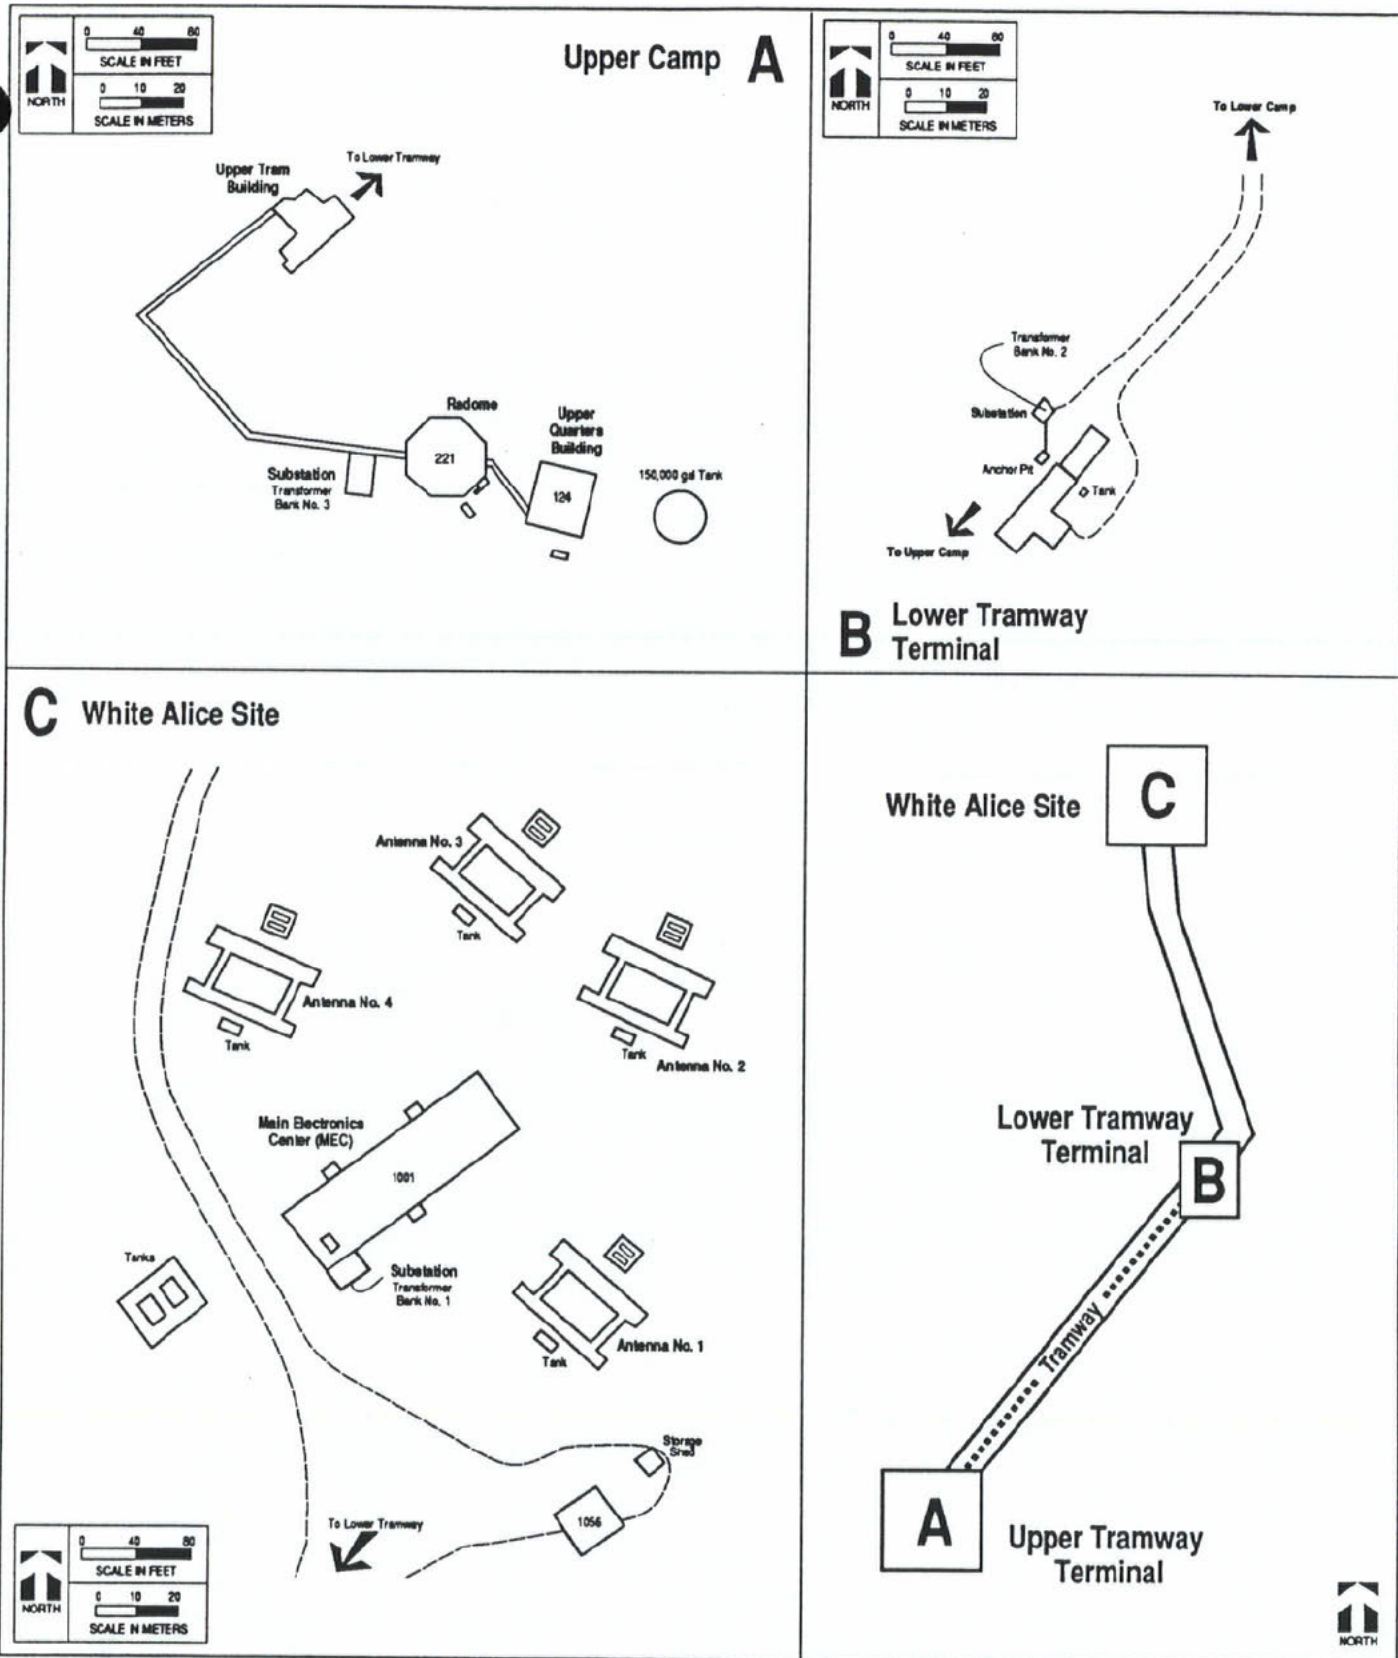 0 40 80
SCALE IN FEET
0 10 20
SCALE IN METERS
NORTH
Upper Camp A
To Lower Tramway
Upper Tram
Building
Radome
221
Upper
Quarters
Building
124
150,000 gal Tank
Substation
Transformer
Bank No. 3
0 40 80
SCALE IN FEET
0 10 20
SCALE IN METERS
NORTH
To Lower Camp
Transformer
Bank No. 2
Substation
Anchor Pit
Tank
To Upper Camp
B Lower Tramway
Terminal
C White Alice Site
Antenna No. 3
Tank
Antenna No. 4
Tank
Tank
Antenna No. 2
Main Electronics
Center (MEC)
1001
Tanks
Substation
Transformer
Bank No. 1
Antenna No. 1
Tank
Storage
Shed
1056
To Lower Tramway
0 40 80
SCALE IN FEET
0 10 20
SCALE IN METERS
NORTH
White Alice Site
C
Lower Tramway
Terminal
B
Tramway
A
Upper Tramway
Terminal
NORTH